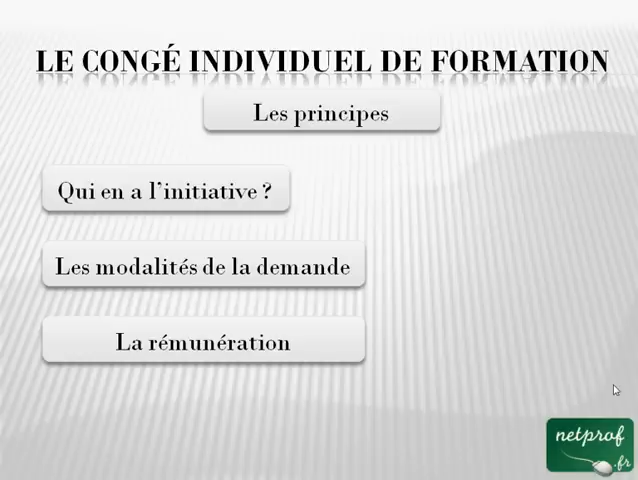 LE CONGÉ INDIVIDUEL DE FORMATION
Les principes
Qui en a l'initiative ?
Les modalités de la demande
La rémunération
netprof
.fr